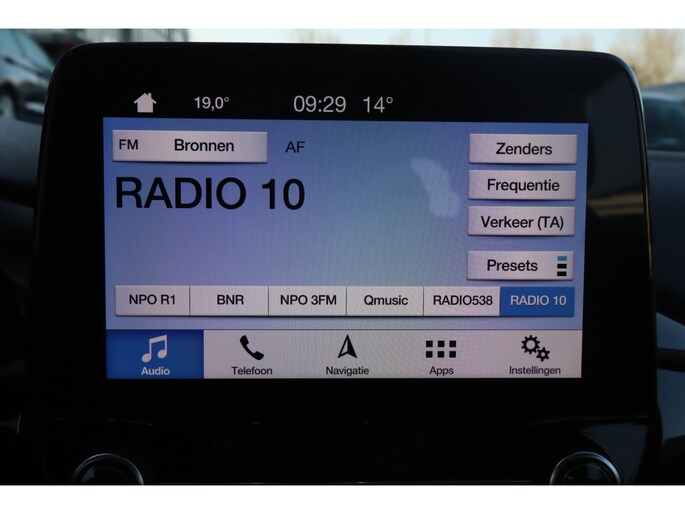 19,0° 09:29 14°
FM Bronnen AF Zenders
RADIO 10 Frequentie
Verkeer (TA)
Presets
NPO R1 BNR NPO 3FM Qmusic RADIO538 RADIO 10
Audio Telefoon Navigatie Apps Instellingen